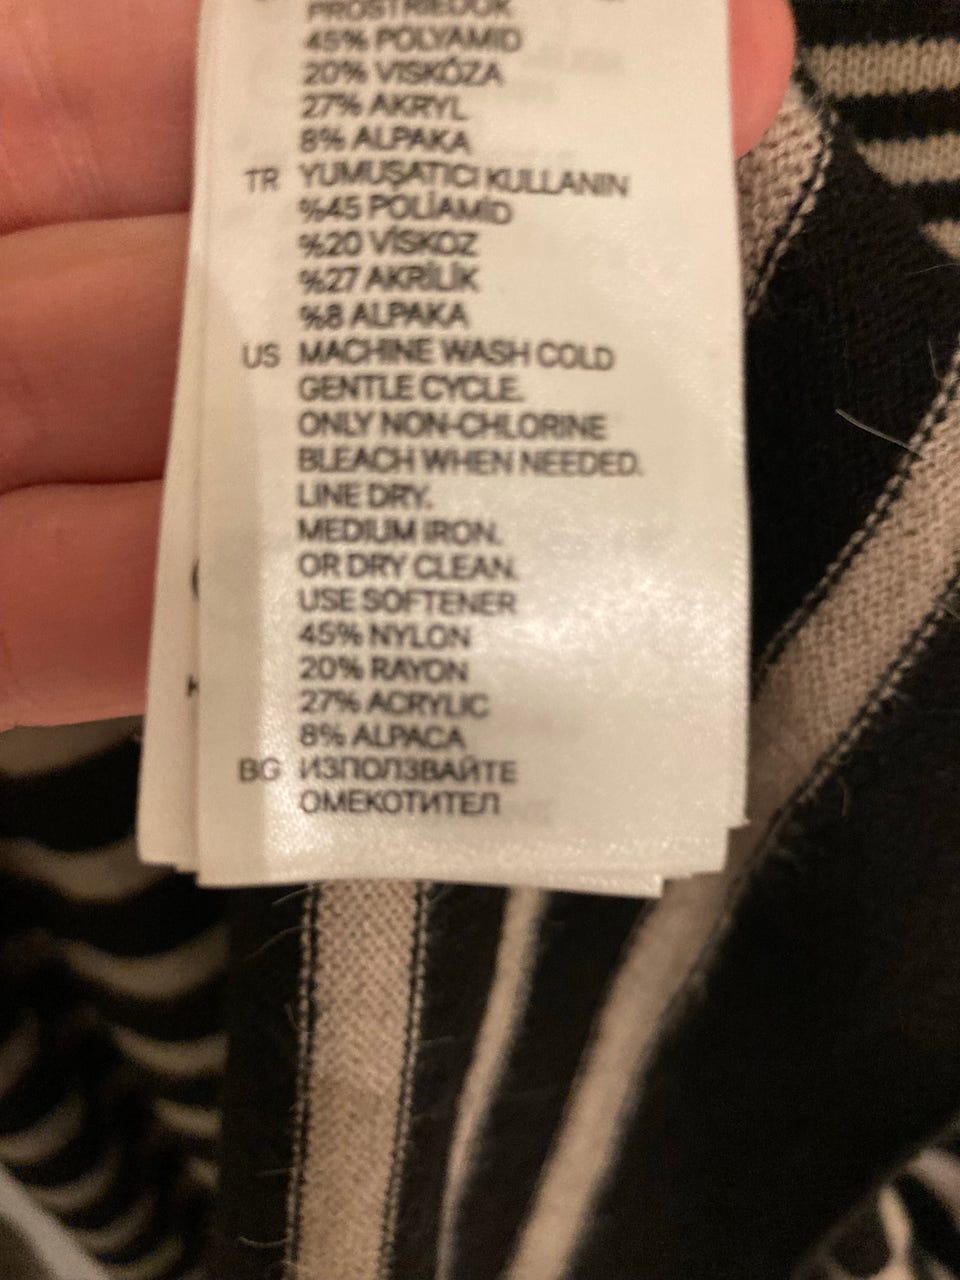 PROSTRIEDOK
45% POLYAMID
20% VISKÓZA
27% AKRYL
8% ALPAKA
TR YUMUŞATICI KULLANIN
%45 POLİAMİD
%20 VİSKOZ
%27 AKRİLİK
%8 ALPAKA
US MACHINE WASH COLD
GENTLE CYCLE.
ONLY NON-CHLORINE
BLEACH WHEN NEEDED.
LINE DRY.
MEDIUM IRON.
OR DRY CLEAN.
USE SOFTENER
45% NYLON
20% RAYON
27% ACRYLIC
8% ALPACA
BG ИЗПОЛЗВАЙТЕ
ОМЕКОТИТЕЛ